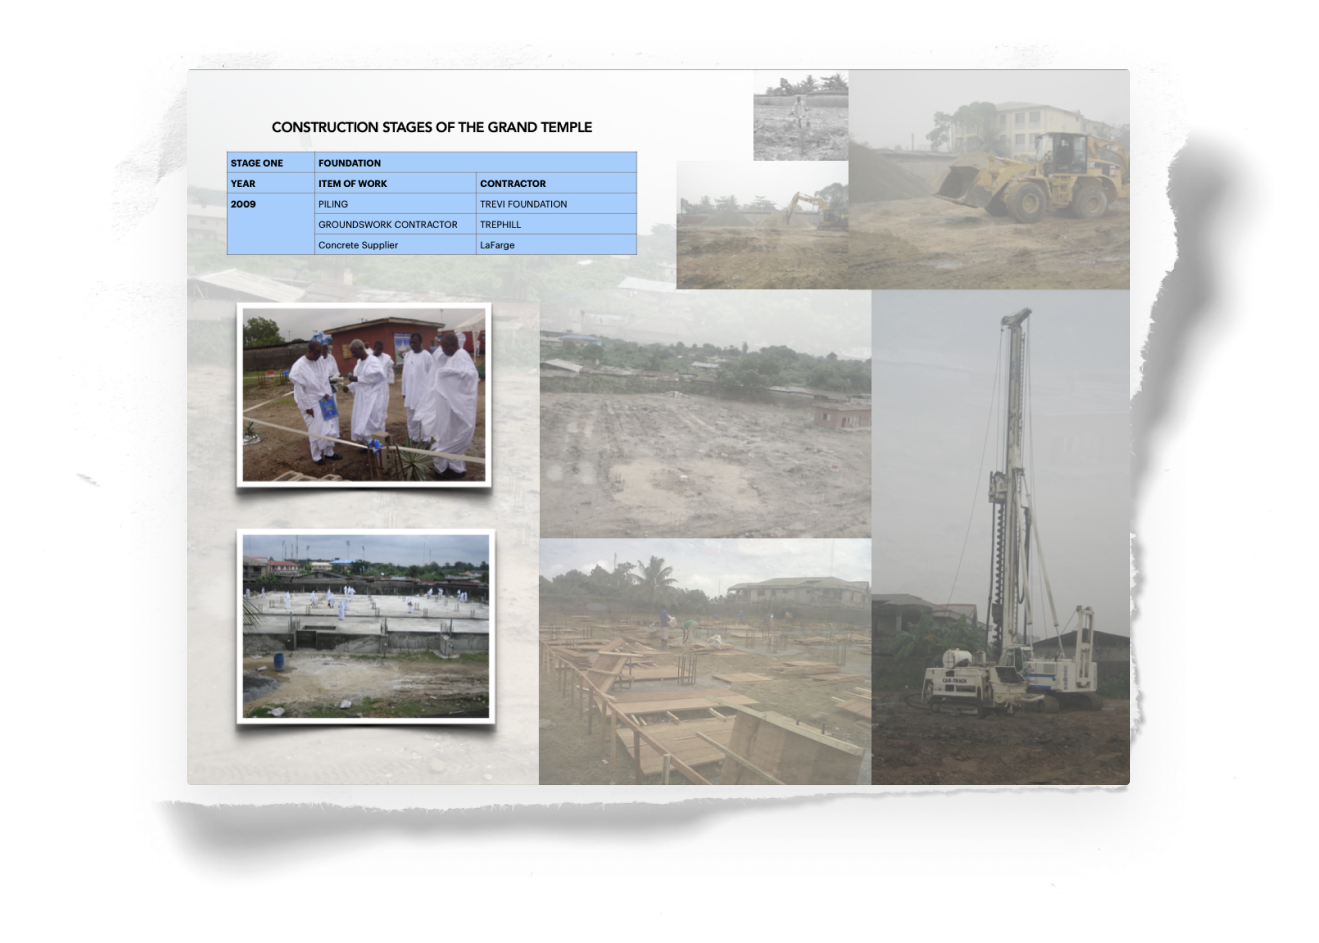 CONSTRUCTION STAGES OF THE GRAND TEMPLE
STAGE ONE FOUNDATION
YEAR ITEM OF WORK CONTRACTOR
2009 PILING TREVI FOUNDATION
GROUNDSWORK CONTRACTOR TREPHILL
Concrete Supplier LaFarge